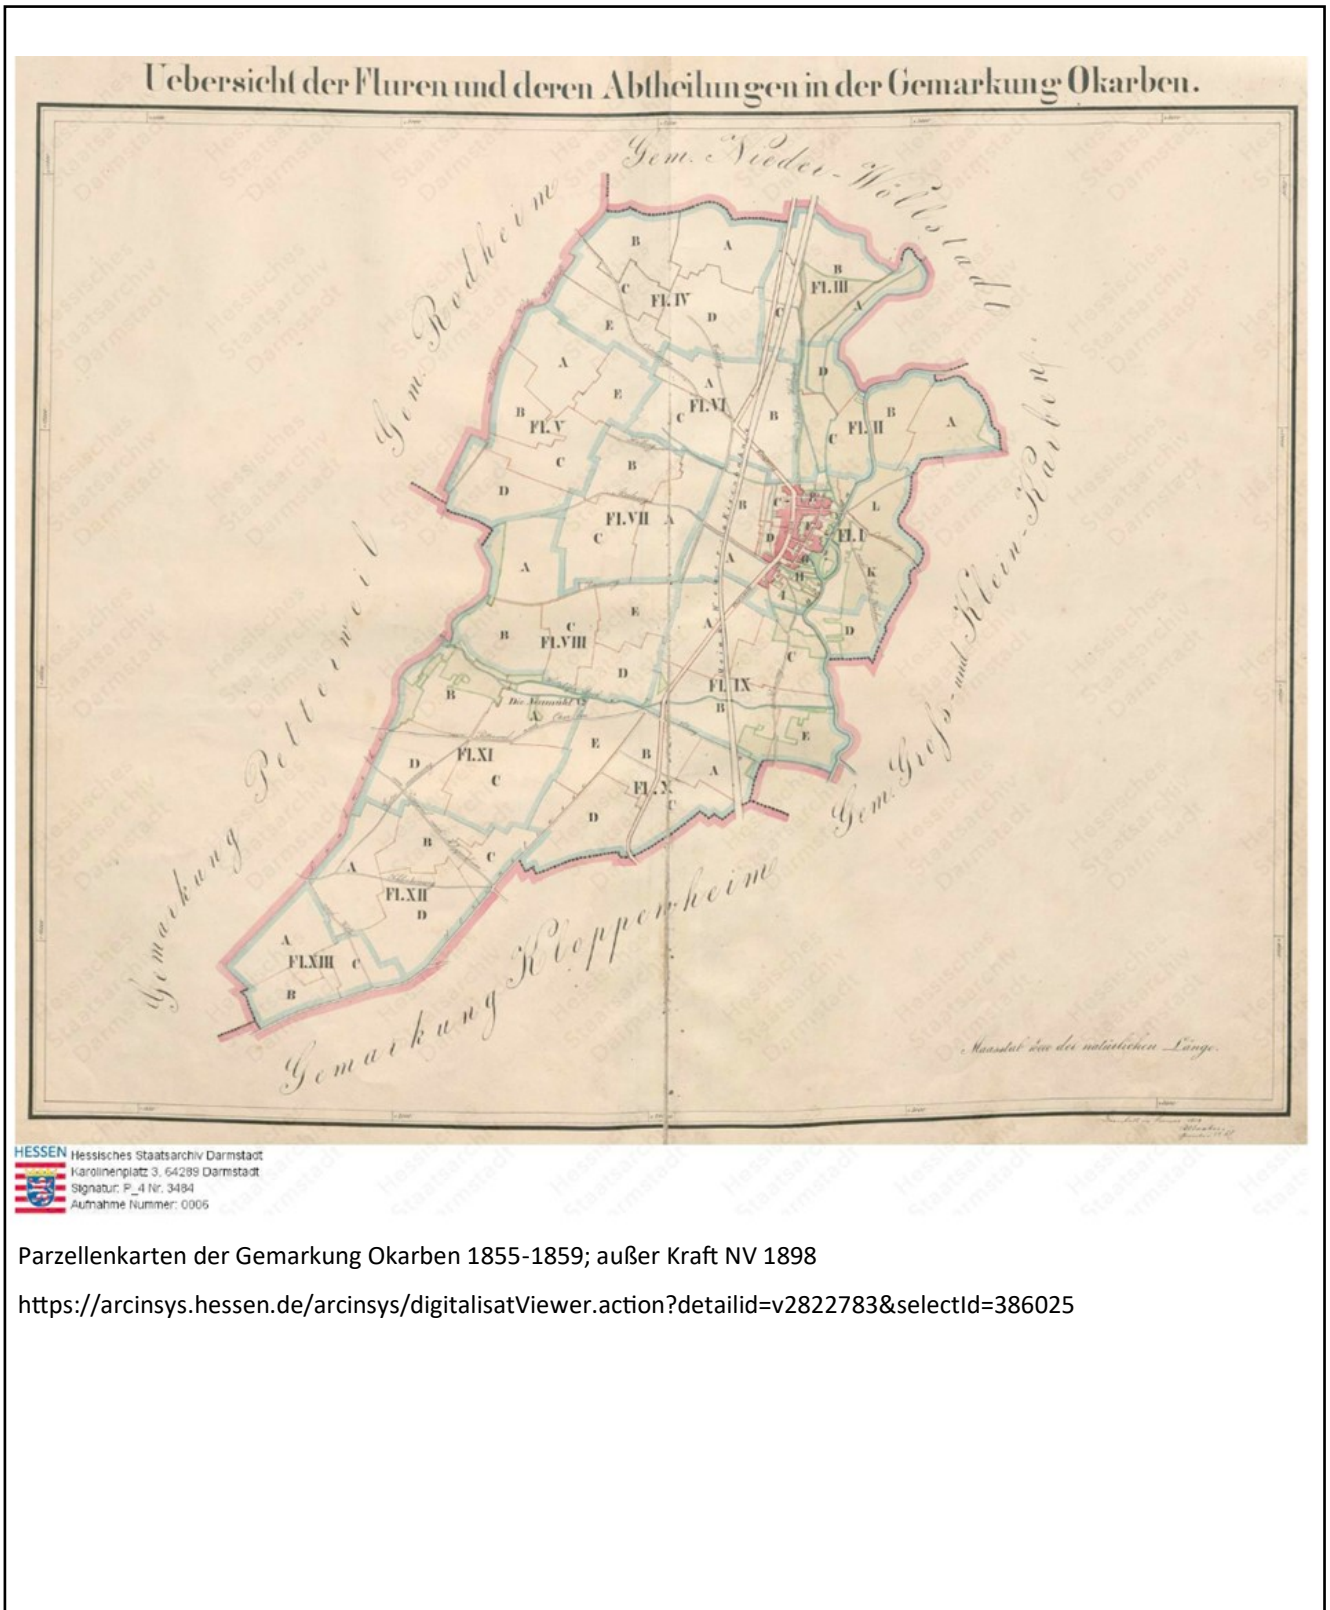 Uebersicht der Fluren und deren Abtheilungen in der Gemarkung Okarben.
Gem. Nieder-Wöllstadt
Gem. Rodheim
Gem. Groß- und Klein-Karben
Gemarkung Petterweil
Gemarkung Kloppenheim
B
A
C
Fl. IV
D
E
B
Fl. III
A
C
D
A
E
B
Fl. V
C
D
A
C
Fl. VI
B
B
Fl. II
A
C
B
Fl. VII
A
C
B
C
D
A
Fl. I
L
K
H
D
A
B
C
Fl. VIII
E
D
A
C
Fl. IX
B
E
B
Die Neumühl
A
D
Fl. XI
C
E
B
A
Fl. X
C
D
B
C
A
Fl. XII
D
A
Fl. XIII
C
B
Maasstab der natürlichen Länge.
HESSEN
Hessisches Staatsarchiv Darmstadt
Karolinenplatz 3, 64289 Darmstadt
Signatur: P_4 Nr. 3484
Aufnahme Nummer: 0006
Parzellenkarten der Gemarkung Okarben 1855-1859; außer Kraft NV 1898
https://arcinsys.hessen.de/arcinsys/digitalisatViewer.action?detailid=v2822783&selectId=386025